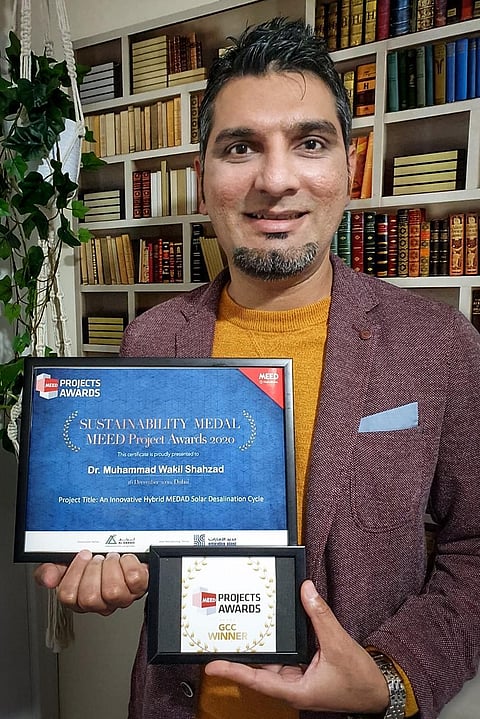 MEED PROJECTS
AWARDS
MEED
SUSTAINABILITY MEDAL
MEED Project Awards 2020
This certificate is proudly presented to
Dr. Muhammad Wakil Shahzad
16 December 2020, Dubai
Project Title: An Innovative Hybrid MEDAD Solar Desalination Cycle
MEED PROJECTS
AWARDS
GCC
WINNER